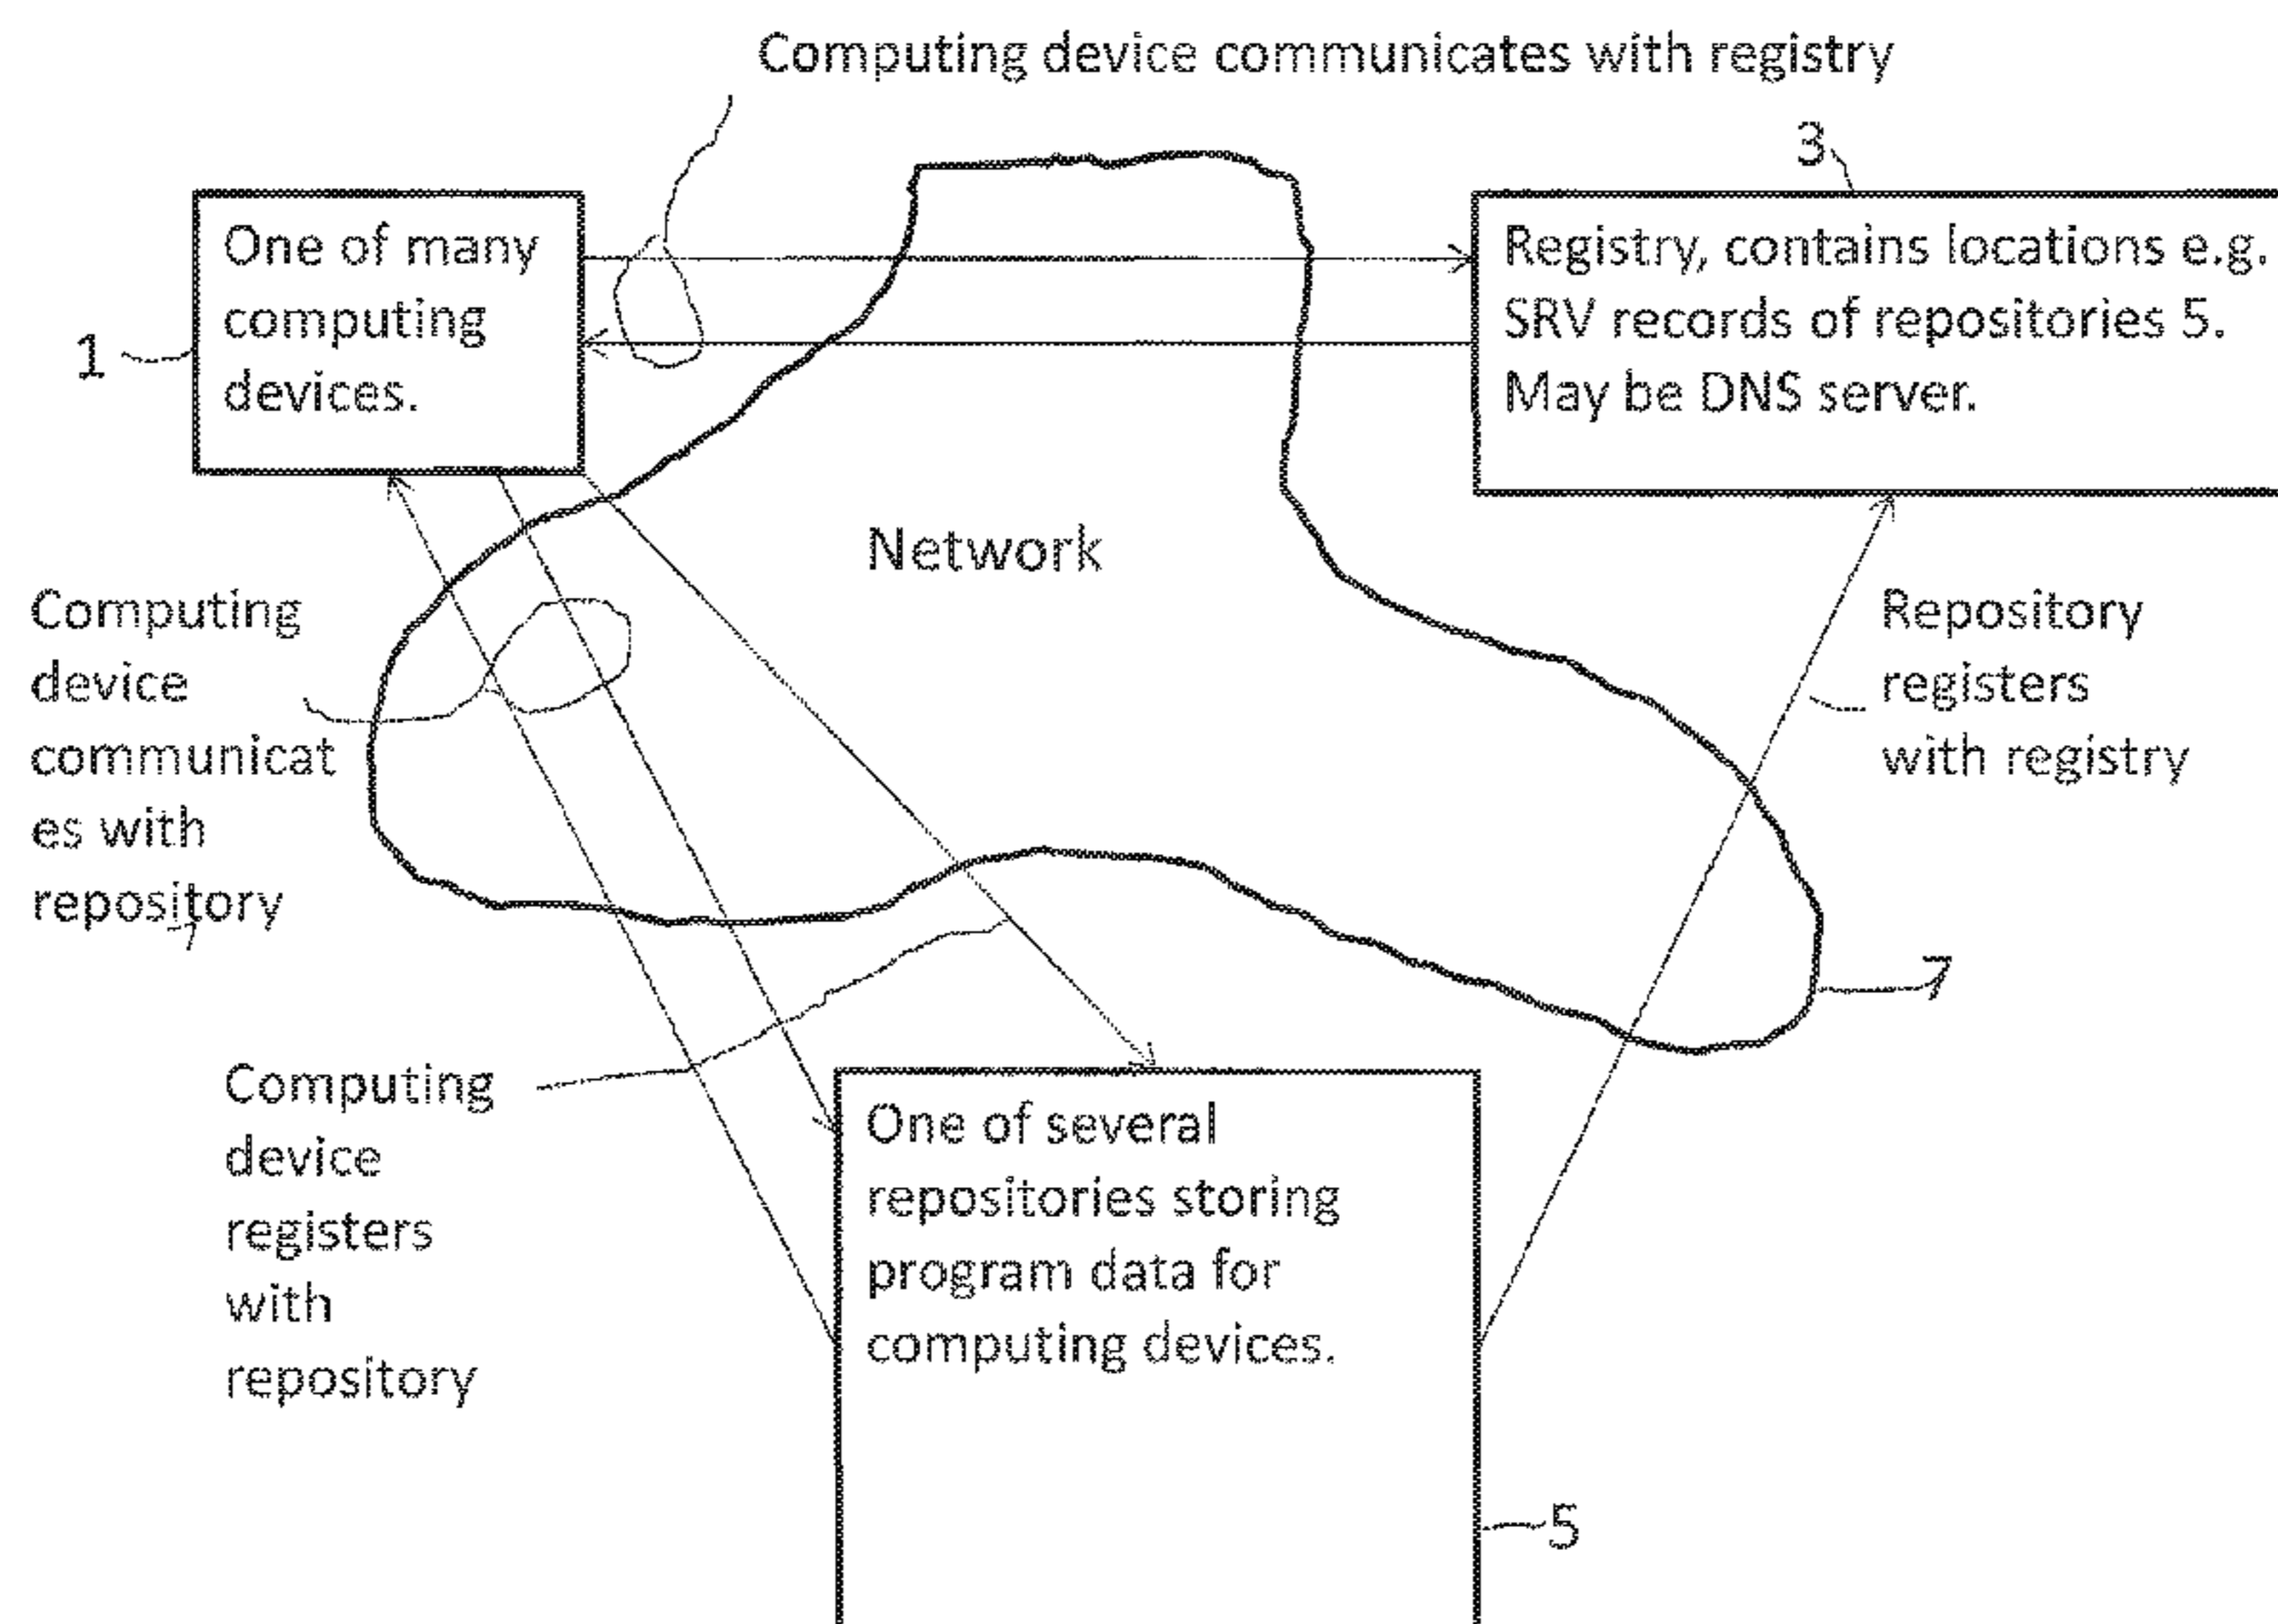 Computing device communicates with registry
3
One of many
computing
devices.
1
Registry, contains locations e.g.
SRV records of repositories 5.
May be DNS server.
Network
Computing
device
communicat
es with
repository
Repository
registers
with registry
7
Computing
device
registers
with
repository
One of several
repositories storing
program data for
computing devices.
5